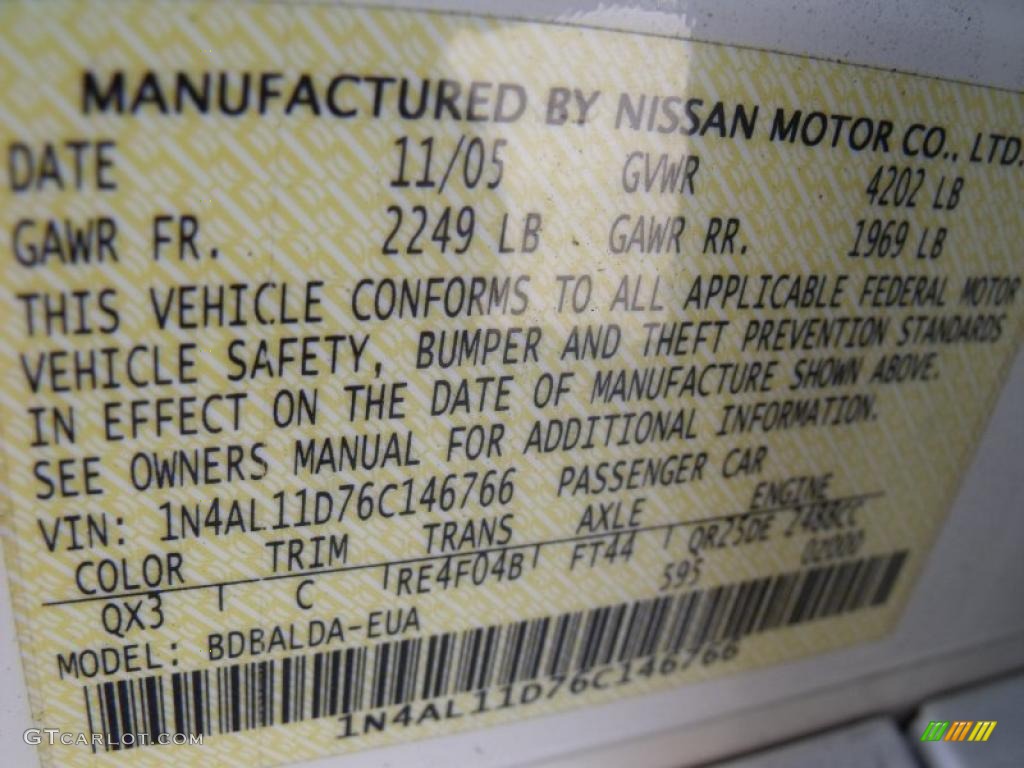 MANUFACTURED BY NISSAN MOTOR CO., LTD.
DATE 11/05 GVWR 4202 LB
GAWR FR. 2249 LB GAWR RR. 1969 LB
THIS VEHICLE CONFORMS TO ALL APPLICABLE FEDERAL MOTOR
VEHICLE SAFETY, BUMPER AND THEFT PREVENTION STANDARDS
IN EFFECT ON THE DATE OF MANUFACTURE SHOWN ABOVE.
SEE OWNERS MANUAL FOR ADDITIONAL INFORMATION.
VIN: 1N4AL11D76C146766 PASSENGER CAR
COLOR TRIM TRANS AXLE ENGINE
QX3 C RE4F04B FT44 QR25DE 2488CC
MODEL: BDBALDA-EUA 595 02000
1N4AL11D76C146766
GTcarlot.com